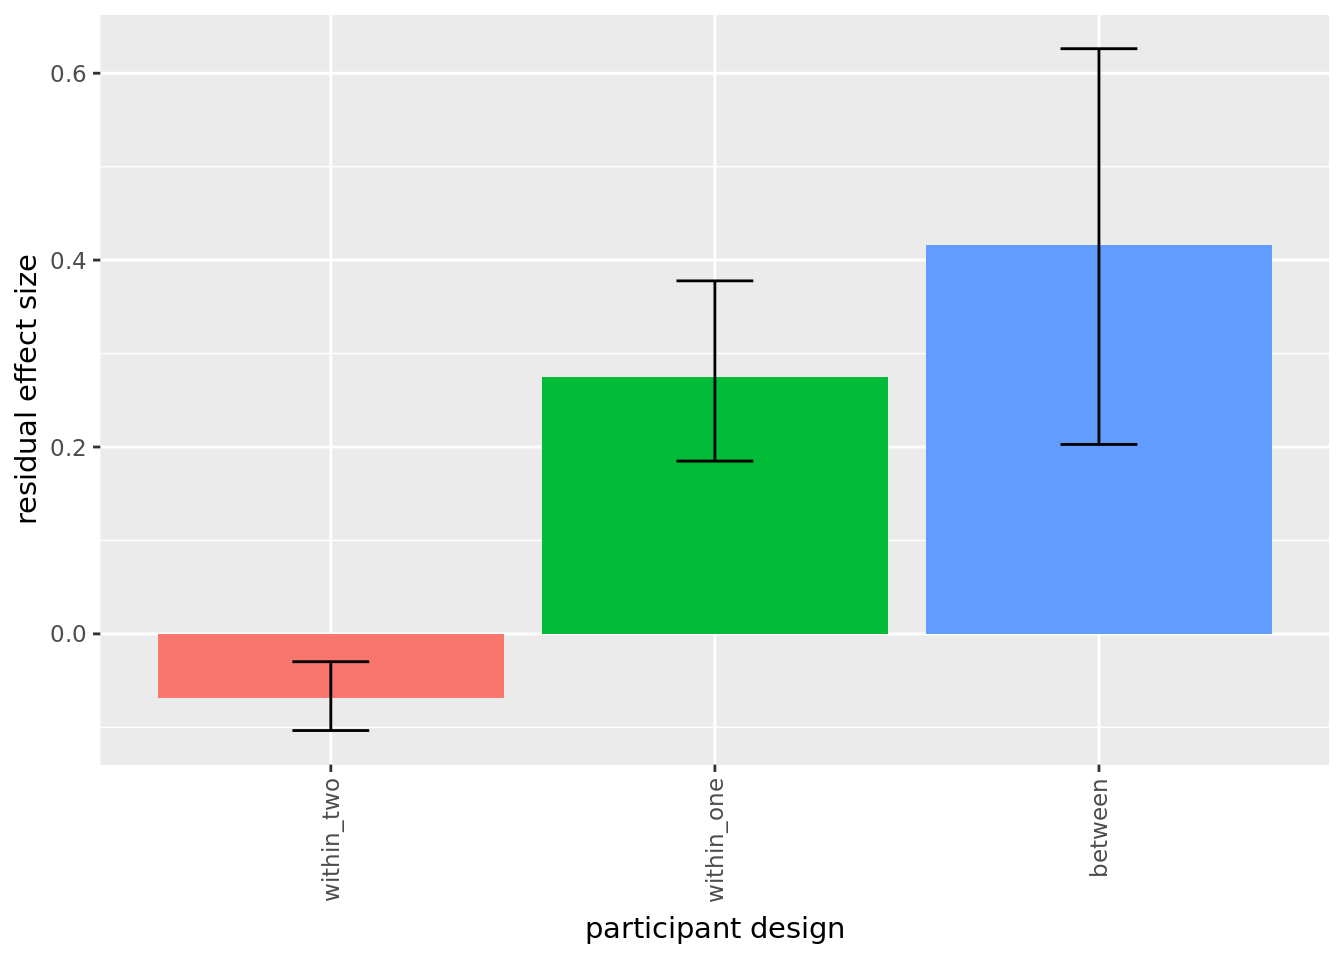 residual effect size
0.6
0.4
0.2
0.0
within_two
within_one
between
participant design